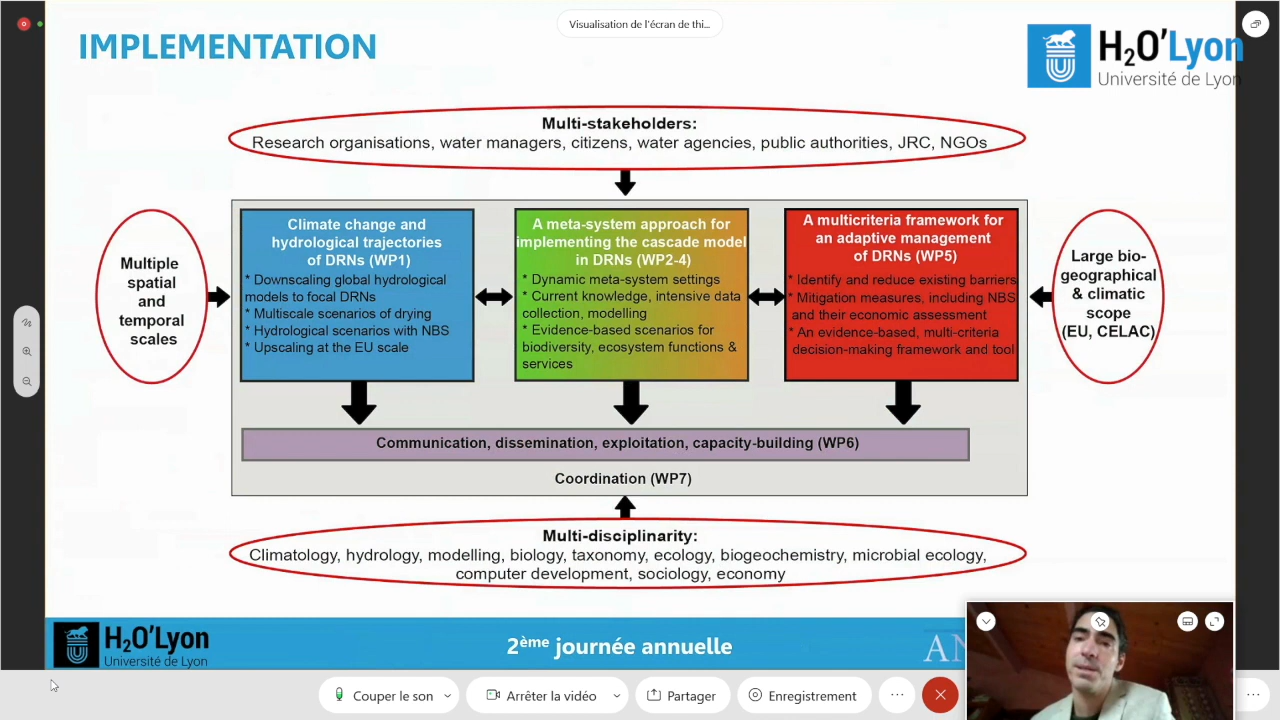 Visualisation de l'écran de thi...
IMPLEMENTATION
H₂O'Lyon
Université de Lyon
Multi-stakeholders:
Research organisations, water managers, citizens, water agencies, public authorities, JRC, NGOs
Multiple
spatial
and
temporal
scales
Climate change and
hydrological trajectories
of DRNs (WP1)
* Downscaling global hydrological
models to focal DRNs
* Multiscale scenarios of drying
* Hydrological scenarios with NBS
* Upscaling at the EU scale
A meta-system approach for
implementing the cascade model
in DRNs (WP2-4)
* Dynamic meta-system settings
* Current knowledge, intensive data
collection, modelling
* Evidence-based scenarios for
biodiversity, ecosystem functions &
services
A multicriteria framework for
an adaptive management
of DRNs (WP5)
* Identify and reduce existing barriers
* Mitigation measures, including NBS
and their economic assessment
* An evidence-based, multi-criteria
decision-making framework and tool
Large bio-
geographical
& climatic
scope
(EU, CELAC)
Communication, dissemination, exploitation, capacity-building (WP6)
Coordination (WP7)
Multi-disciplinarity:
Climatology, hydrology, modelling, biology, taxonomy, ecology, biogeochemistry, microbial ecology,
computer development, sociology, economy
H₂O'Lyon
Université de Lyon
2ème journée annuelle
Couper le son
Arrêter la vidéo
Partager
Enregistrement